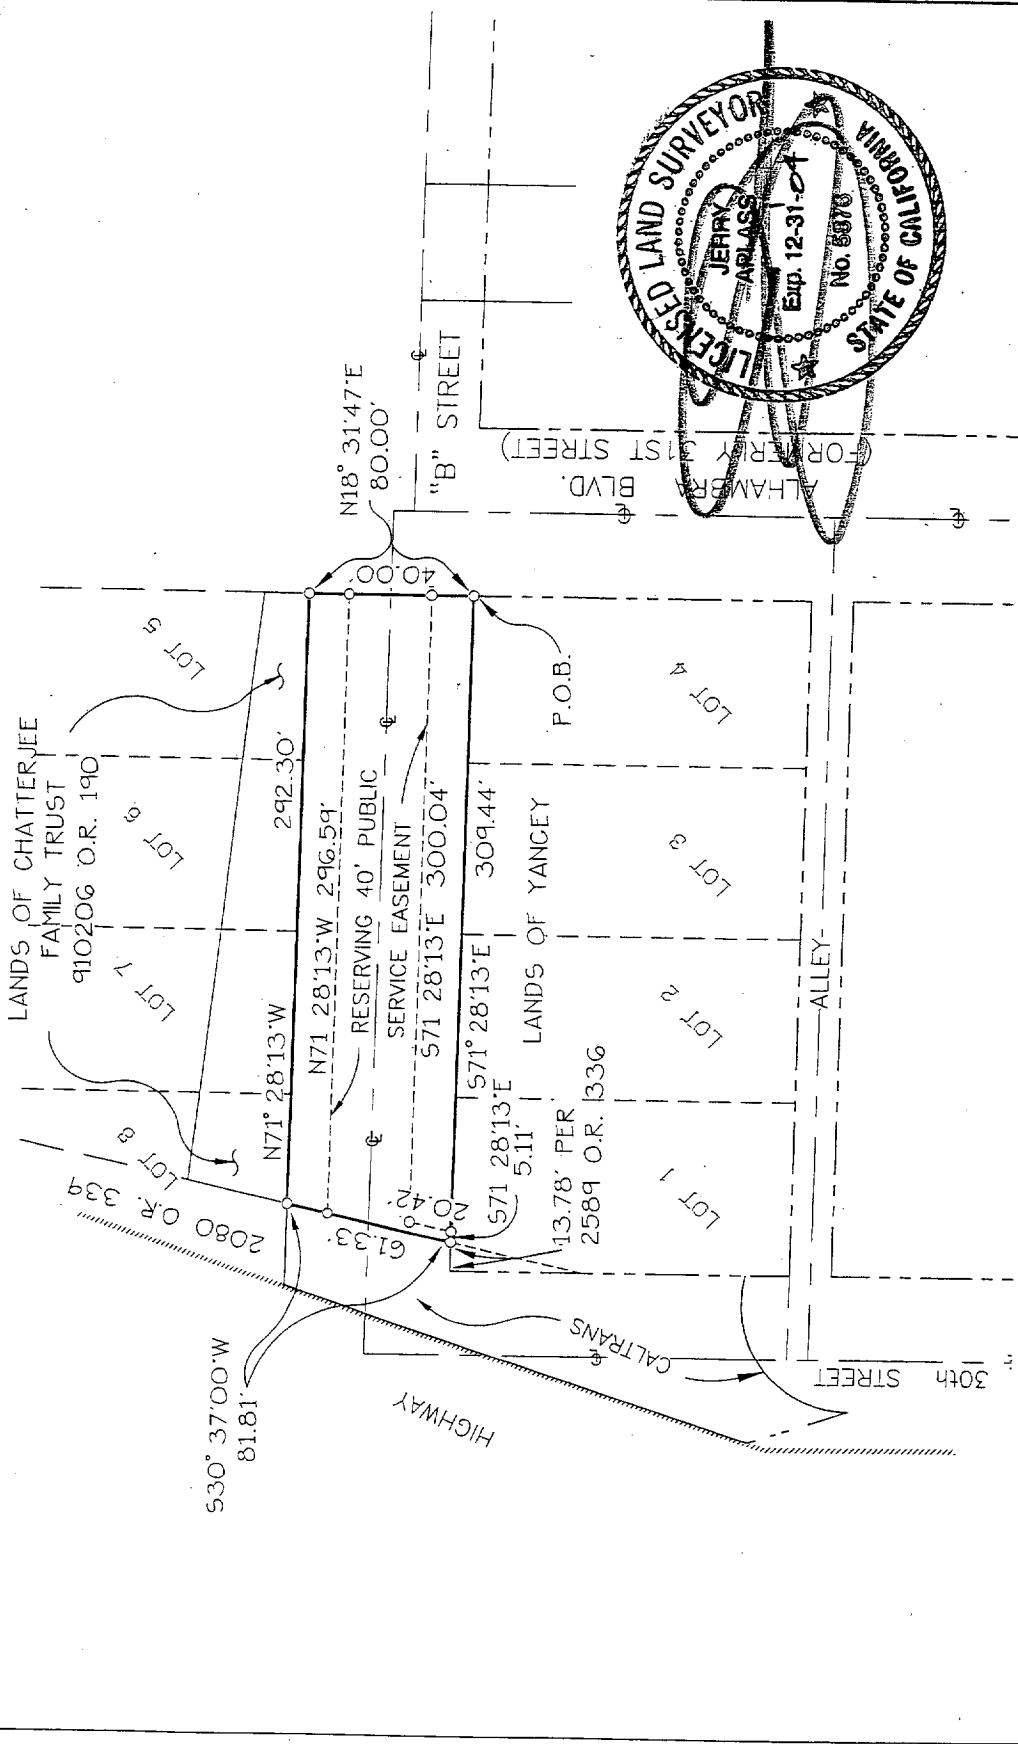 LANDS OF CHATTERJEE
FAMILY TRUST
910206 O.R. 190
LOT 8
LOT 7
LOT 6
LOT 5
2080 O.R. 339
S30° 37'00"W
81.81'
N71° 28'13"W
292.30'
N18° 31'47"E
80.00'
40.00'
N71 28'13"W 296.59'
RESERVING 40' PUBLIC
SERVICE EASEMENT
S71 28'13"E 300.04'
61.33'
20.42'
S71° 28'13"E
309.44'
S71 28'13"E
5.11'
13.78' PER
2589 O.R. 336
LANDS OF YANCEY
P.O.B.
"B" STREET
ALHAMBRA BLVD.
(FORMERLY 31ST STREET)
LOT 1
LOT 2
LOT 3
LOT 4
ALLEY
CALTRANS
HIGHWAY
30th STREET
LICENSED LAND SURVEYOR
JERRY
ARLASS
Exp. 12-31-04
No.
STATE OF CALIFORNIA